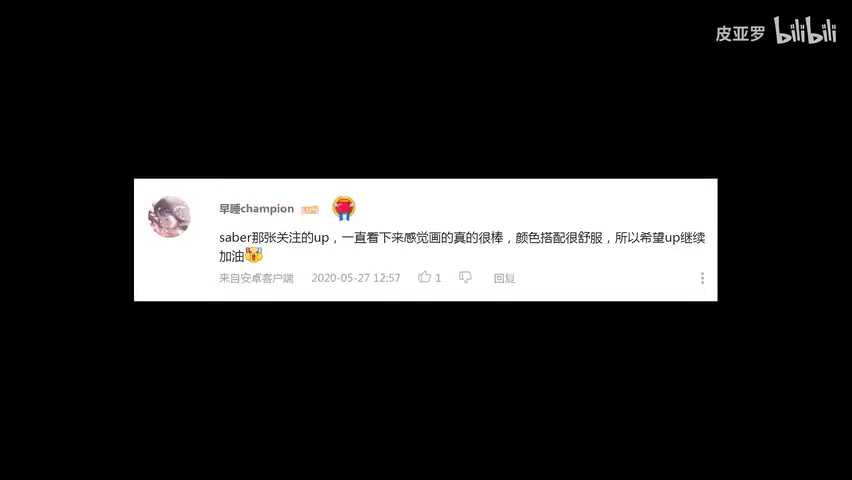 皮亚罗 bilibili
早睡champion
saber那张关注的up，一直看下来感觉画的真的很棒，颜色搭配很舒服，所以希望up继续
加油
来自安卓客户端 2020-05-27 12:57 1 回复